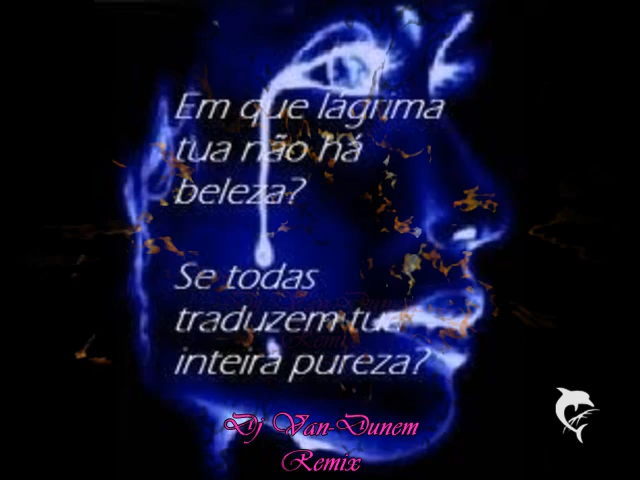 Em que lágrima
tua não há
beleza?
Se todas
traduzem tua
inteira pureza?
Dj Van-Dunem
Remix